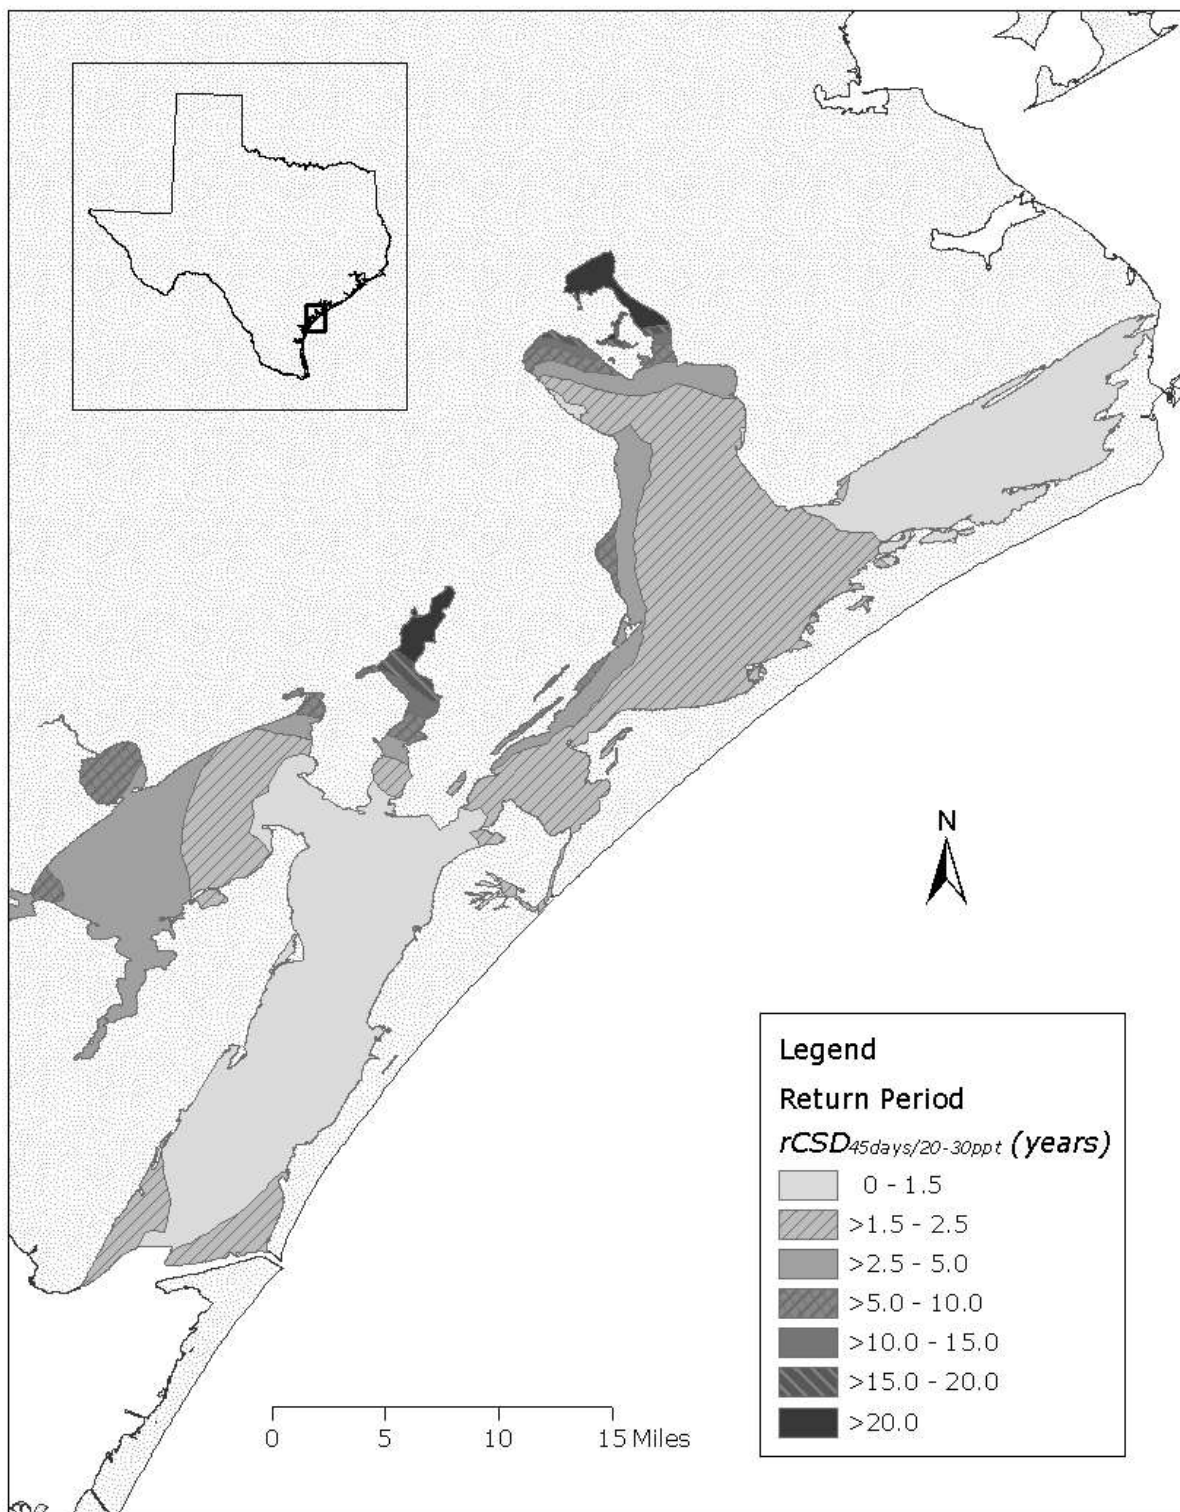 N
Legend
Return Period
rCSD45days/20-30ppt (years)
0 - 1.5
>1.5 - 2.5
>2.5 - 5.0
>5.0 - 10.0
>10.0 - 15.0
>15.0 - 20.0
>20.0
0 5 10 15 Miles